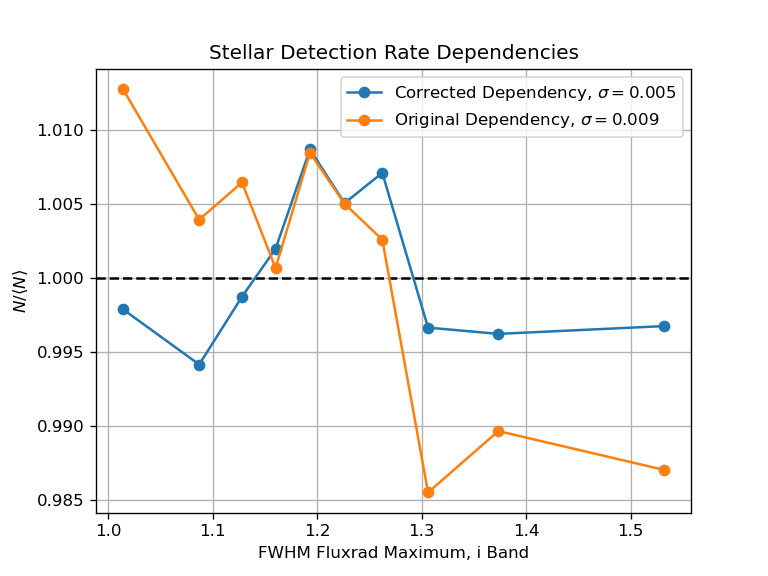 Stellar Detection Rate Dependencies
Corrected Dependency, σ = 0.005
Original Dependency, σ = 0.009
N/⟨N⟩
1.010
1.005
1.000
0.995
0.990
0.985
1.0 1.1 1.2 1.3 1.4 1.5
FWHM Fluxrad Maximum, i Band